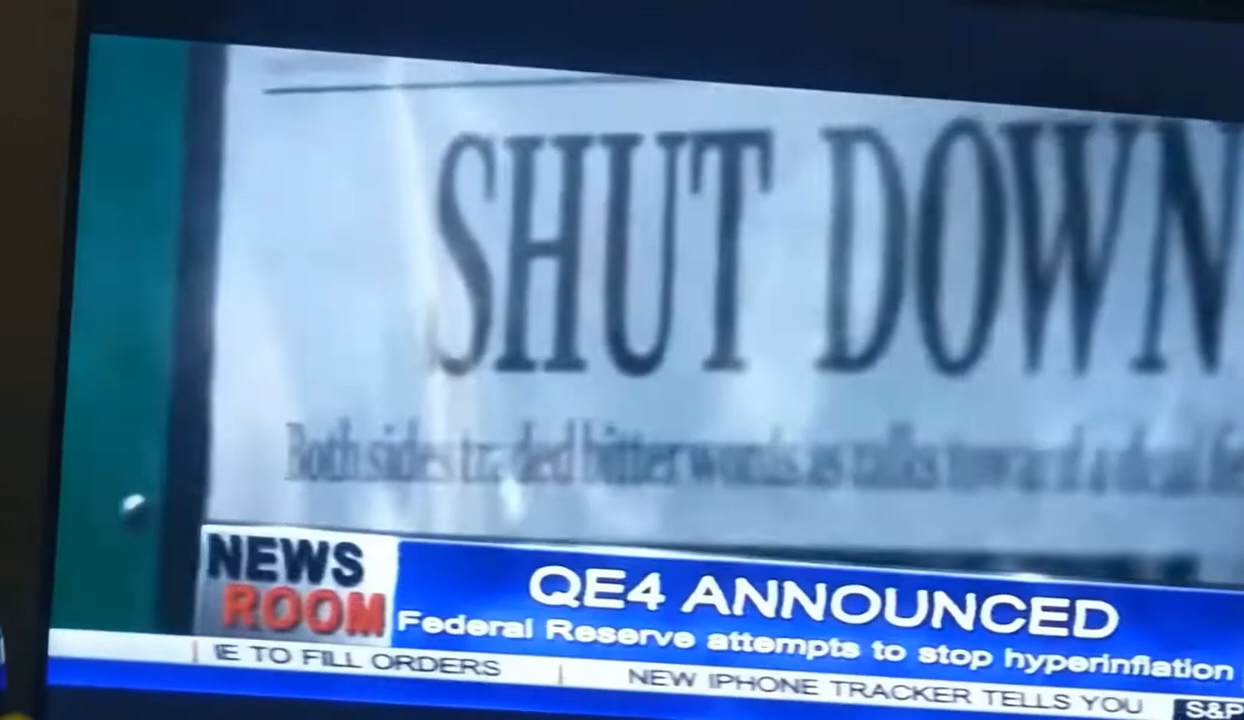 SHUT DOWN
Both sides traded bitter words as talks toward a deal
NEWS
ROOM
QE4 ANNOUNCED
Federal Reserve attempts to stop hyperinflation
E TO FILL ORDERS
NEW IPHONE TRACKER TELLS YOU
S&P